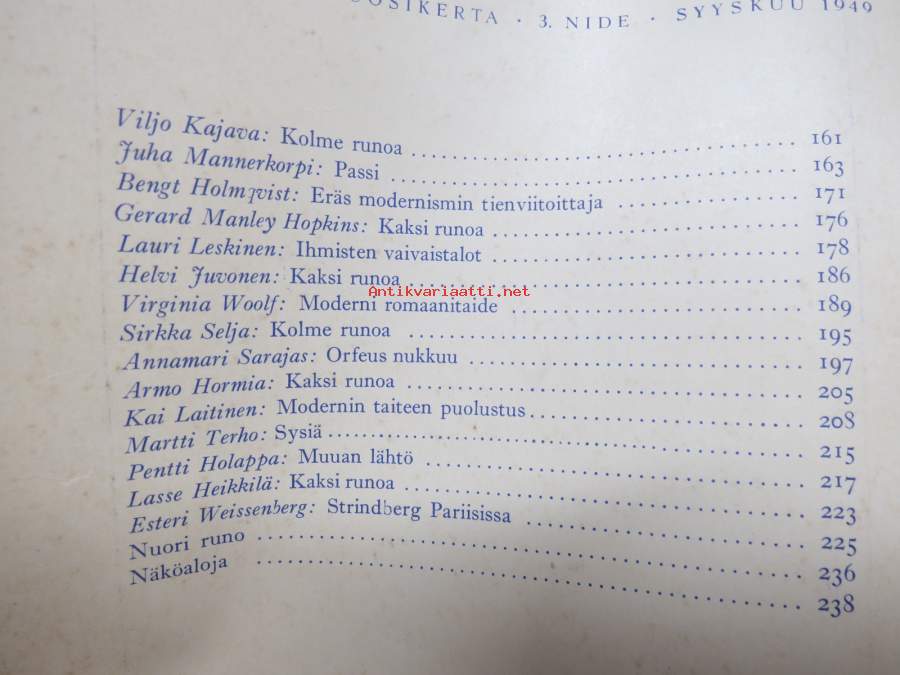 3. NIDE · SYYSKUU 1949
Viljo Kajava: Kolme runoa 161
Juha Mannerkorpi: Passi 163
Bengt Holmqvist: Eräs modernismin tienviitoittaja 171
Gerard Manley Hopkins: Kaksi runoa 176
Lauri Leskinen: Ihmisten vaivaistalot 178
Helvi Juvonen: Kaksi runoa 186
Antikvariaatti.net
Virginia Woolf: Moderni romaanitaide 189
Sirkka Selja: Kolme runoa 195
Annamari Sarajas: Orfeus nukkuu 197
Armo Hormia: Kaksi runoa 205
Kai Laitinen: Modernin taiteen puolustus 208
Martti Terho: Sysiä 215
Pentti Holappa: Muuan lähtö 217
Lasse Heikkilä: Kaksi runoa 223
Esteri Weissenberg: Strindberg Pariisissa 225
Nuori runo 236
Näköaloja 238